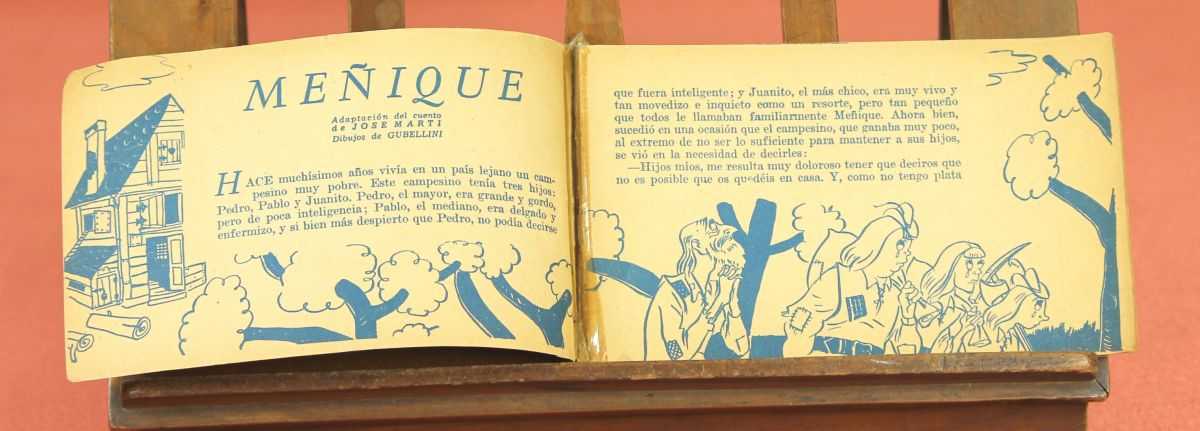 MEÑIQUE
Adaptación del cuento
de JOSE MARTI
Dibujos de GUBELLINI
HACE muchísimos años vivía en un país lejano un cam-
pesino muy pobre. Este campesino tenía tres hijos:
Pedro, Pablo y Juanito. Pedro, el mayor, era grande y gordo,
pero de poca inteligencia; Pablo, el mediano, era delgado y
enfermizo, y si bien más despierto que Pedro, no podía decirse
que fuera inteligente; y Juanito, el más chico, era muy vivo y
tan movedizo e inquieto como un resorte, pero tan pequeño
que todos le llamaban familiarmente Meñique. Ahora bien,
sucedió en una ocasión que el campesino, que ganaba muy poco,
al extremo de no ser lo suficiente para mantener a sus hijos,
se vió en la necesidad de decirles:
—Hijos míos, me resulta muy doloroso tener que deciros que
no es posible que os quedéis en casa. Y, como no tengo plata